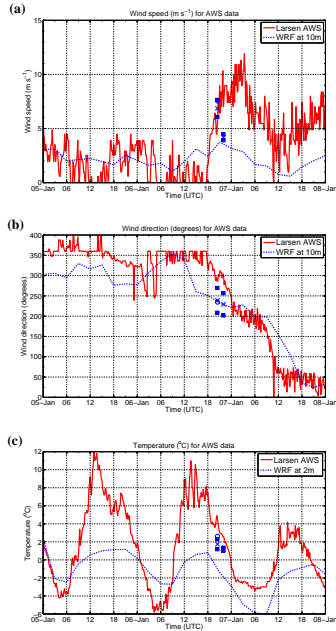 (a)
Wind speed (m s⁻¹) for AWS data
Larsen AWS
WRF at 10m
15
10
5
0
Wind speed (m s⁻¹)
05−Jan 06 12 18 06−Jan 06 12 18 07−Jan 06 12 18 08−Jan
Time (UTC)
(b)
Wind direction (degrees) for AWS data
Larsen AWS
WRF at 10m
400
350
300
250
200
150
100
50
0
Wind direction (degrees)
05−Jan 06 12 18 06−Jan 06 12 18 07−Jan 06 12 18 08−Jan
Time (UTC)
(c)
Temperature (⁰C) for AWS data
Larsen AWS
WRF at 2m
12
10
8
6
4
2
0
−2
−4
−6
Temperature (⁰C)
05−Jan 06 12 18 06−Jan 06 12 18 07−Jan 06 12 18 08−Jan
Time (UTC)